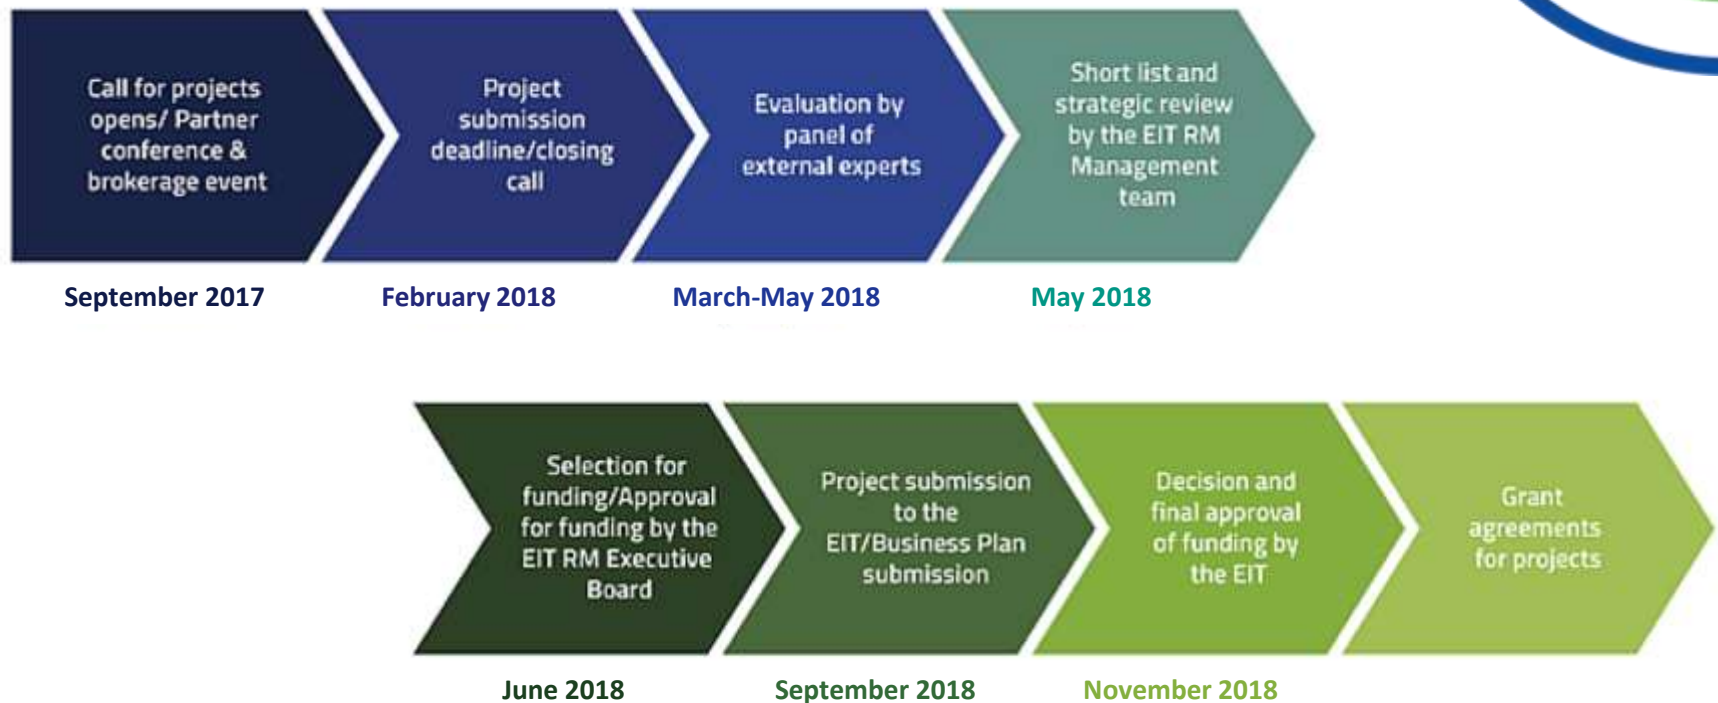 Call for projects
opens/ Partner
conference &
brokerage event
Project
submission
deadline/closing
call
Evaluation by
panel of
external experts
Short list and
strategic review
by the EIT RM
Management
team
September 2017
February 2018
March-May 2018
May 2018
Selection for
funding/Approval
for funding by the
EIT RM Executive
Board
Project submission
to the
EIT/Business Plan
submission
Decision and
final approval
of funding by
the EIT
Grant
agreements
for projects
June 2018
September 2018
November 2018